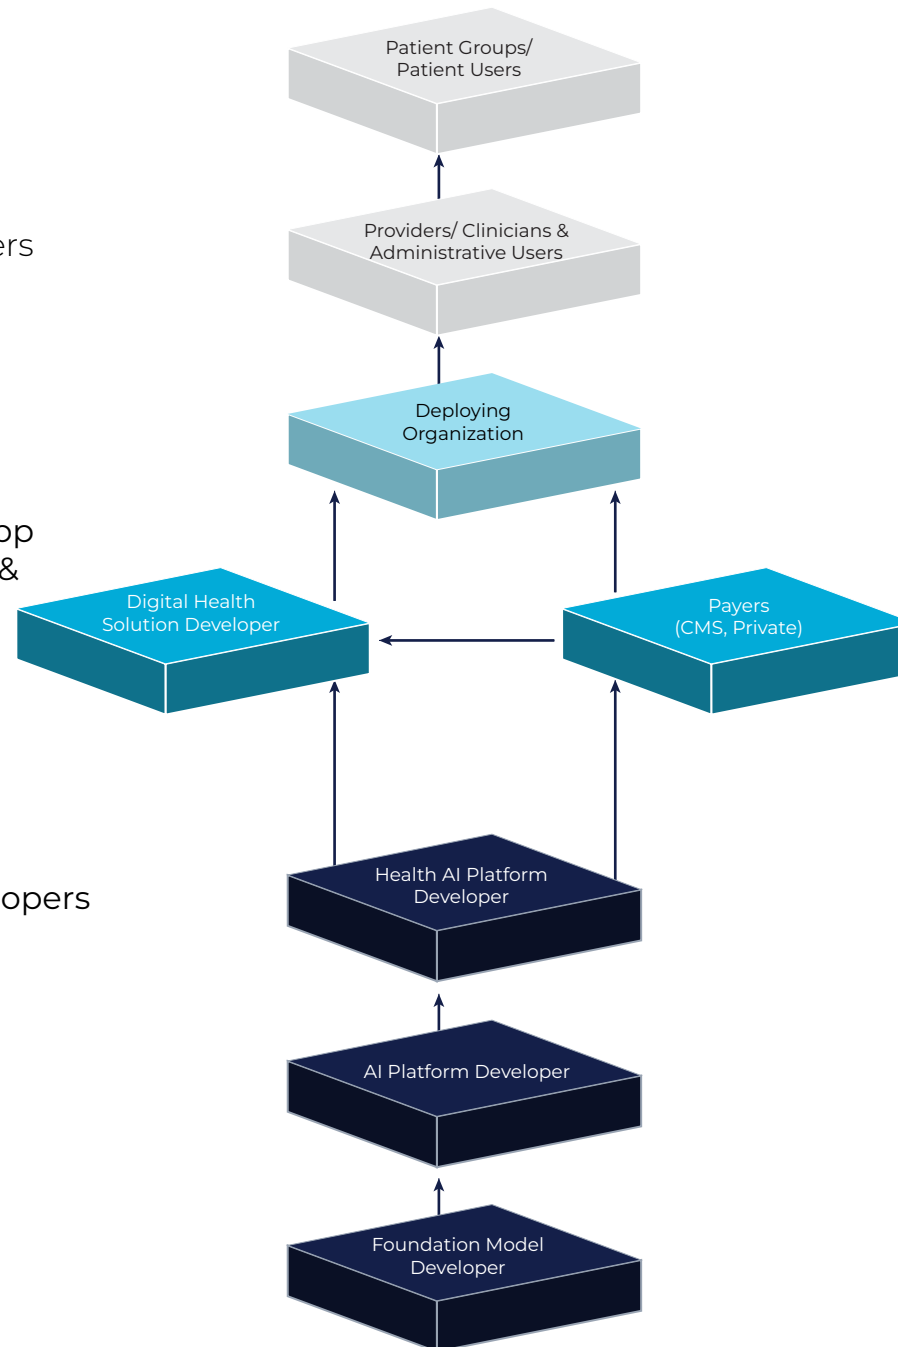 Patient Groups/
Patient Users
Providers/ Clinicians &
Administrative Users
ers
Deploying
Organization
pp
&
Digital Health
Solution Developer
Payers
(CMS, Private)
Health AI Platform
Developer
opers
AI Platform Developer
Foundation Model
Developer